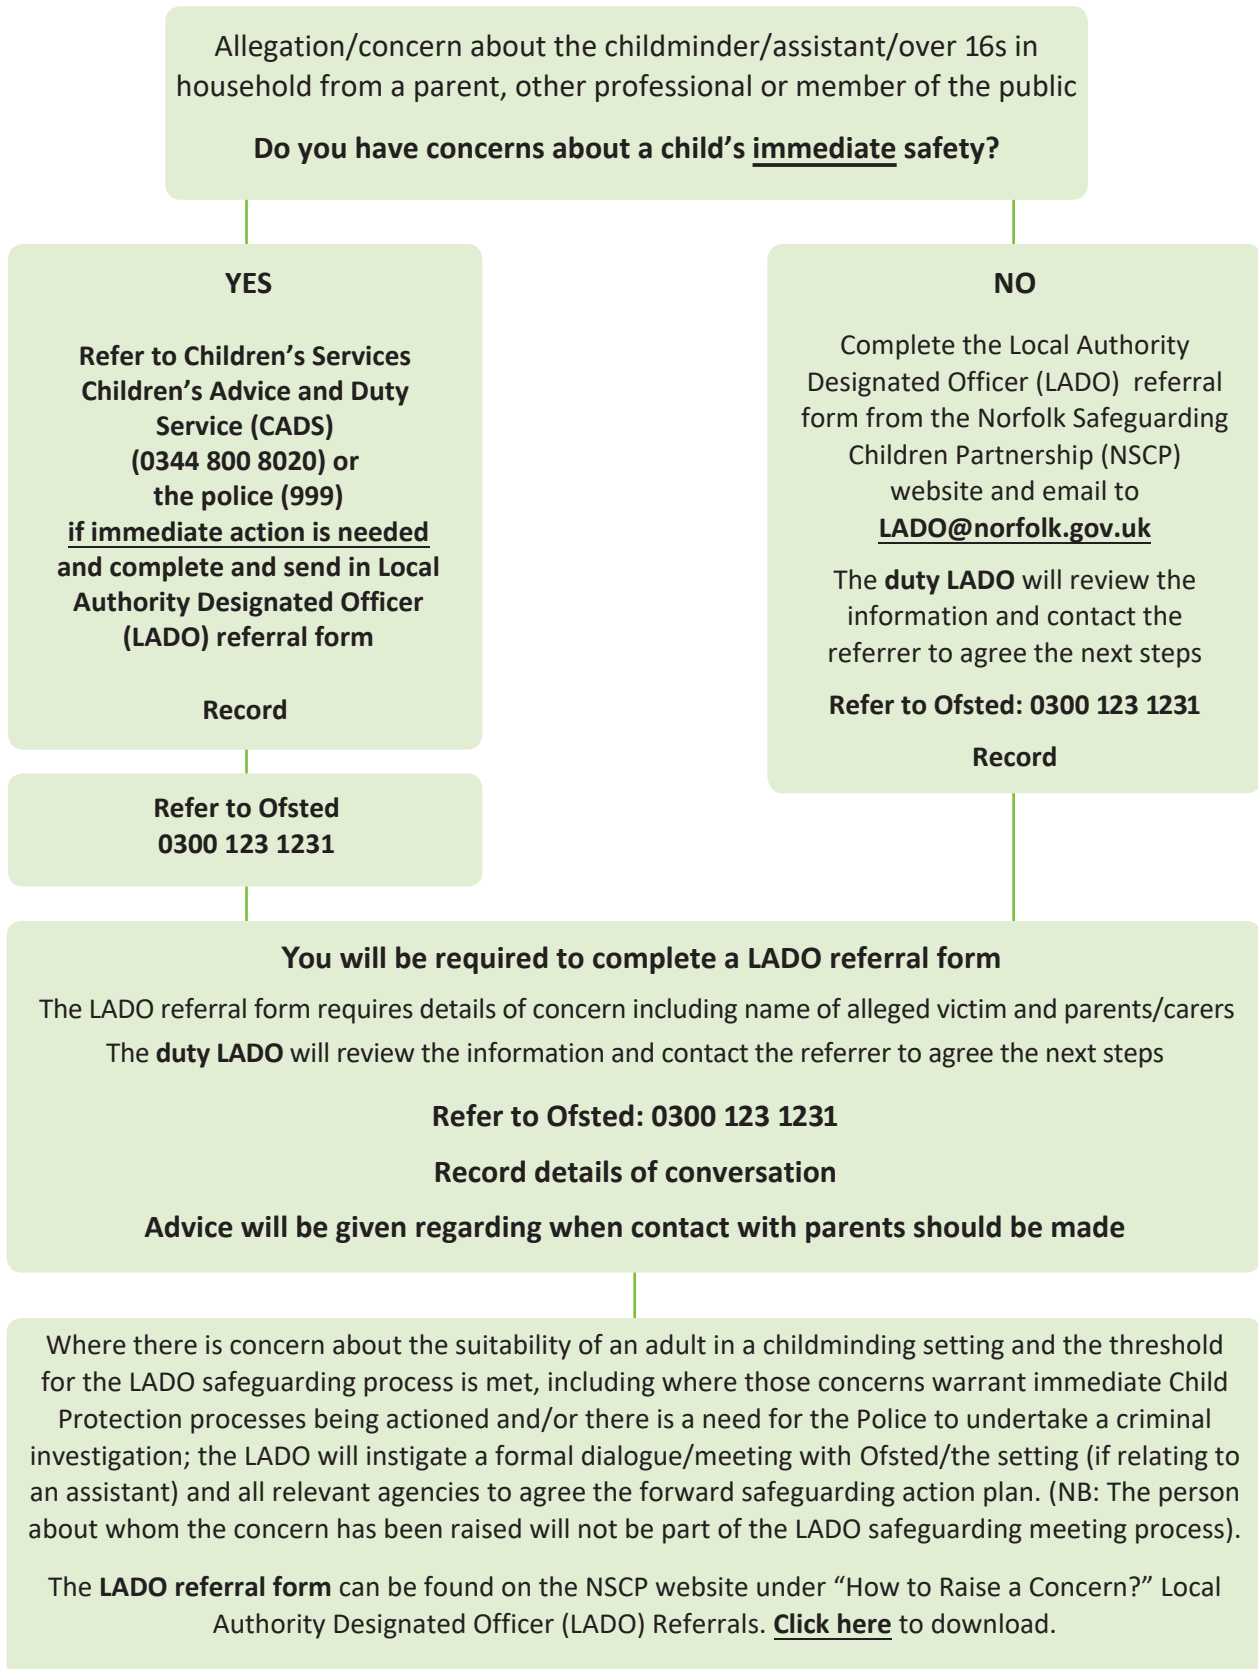 Allegation/concern about the childminder/assistant/over 16s in
household from a parent, other professional or member of the public
Do you have concerns about a child’s immediate safety?
YES
Refer to Children’s Services
Children’s Advice and Duty
Service (CADS)
(0344 800 8020) or
the police (999)
if immediate action is needed
and complete and send in Local
Authority Designated Officer
(LADO) referral form
Record
Refer to Ofsted
0300 123 1231
NO
Complete the Local Authority
Designated Officer (LADO) referral
form from the Norfolk Safeguarding
Children Partnership (NSCP)
website and email to
LADO@norfolk.gov.uk
The duty LADO will review the
information and contact the
referrer to agree the next steps
Refer to Ofsted: 0300 123 1231
Record
You will be required to complete a LADO referral form
The LADO referral form requires details of concern including name of alleged victim and parents/carers
The duty LADO will review the information and contact the referrer to agree the next steps
Refer to Ofsted: 0300 123 1231
Record details of conversation
Advice will be given regarding when contact with parents should be made
Where there is concern about the suitability of an adult in a childminding setting and the threshold
for the LADO safeguarding process is met, including where those concerns warrant immediate Child
Protection processes being actioned and/or there is a need for the Police to undertake a criminal
investigation; the LADO will instigate a formal dialogue/meeting with Ofsted/the setting (if relating to
an assistant) and all relevant agencies to agree the forward safeguarding action plan. (NB: The person
about whom the concern has been raised will not be part of the LADO safeguarding meeting process).
The LADO referral form can be found on the NSCP website under “How to Raise a Concern?” Local
Authority Designated Officer (LADO) Referrals. Click here to download.